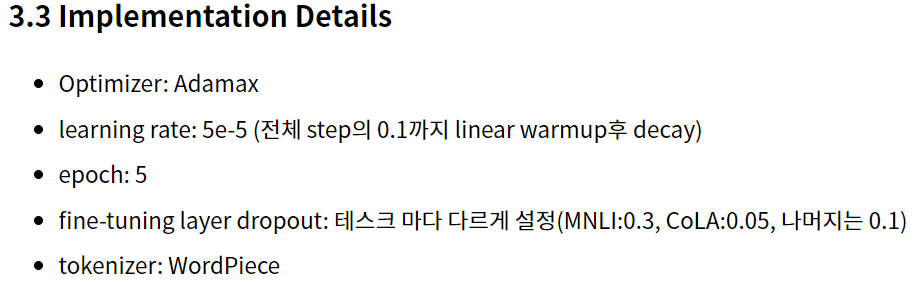 3.3 Implementation Details
• Optimizer: Adamax
• learning rate: 5e-5 (전체 step의 0.1까지 linear warmup후 decay)
• epoch: 5
• fine-tuning layer dropout: 테스크 마다 다르게 설정(MNLI:0.3, CoLA:0.05, 나머지는 0.1)
• tokenizer: WordPiece